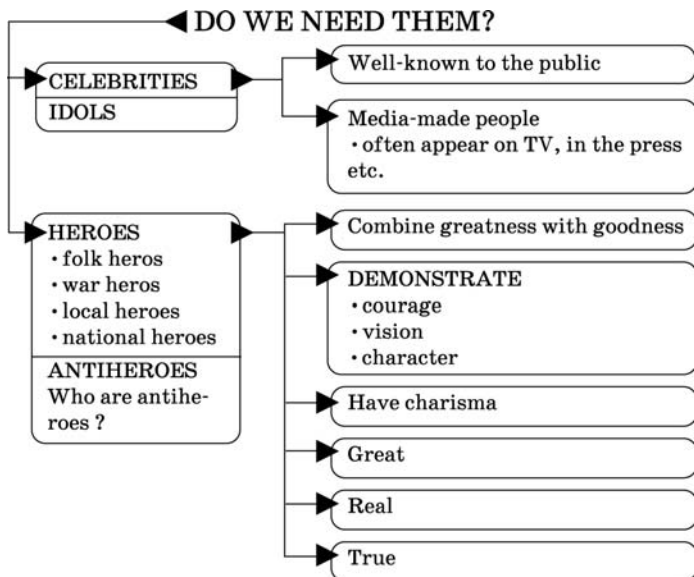 DO WE NEED THEM?
CELEBRITIES
IDOLS
Well-known to the public
Media-made people
• often appear on TV, in the press
etc.
HEROES
• folk heros
• war heros
• local heroes
• national heroes
ANTIHEROES
Who are antihe-
roes ?
Combine greatness with goodness
DEMONSTRATE
• courage
• vision
• character
Have charisma
Great
Real
True